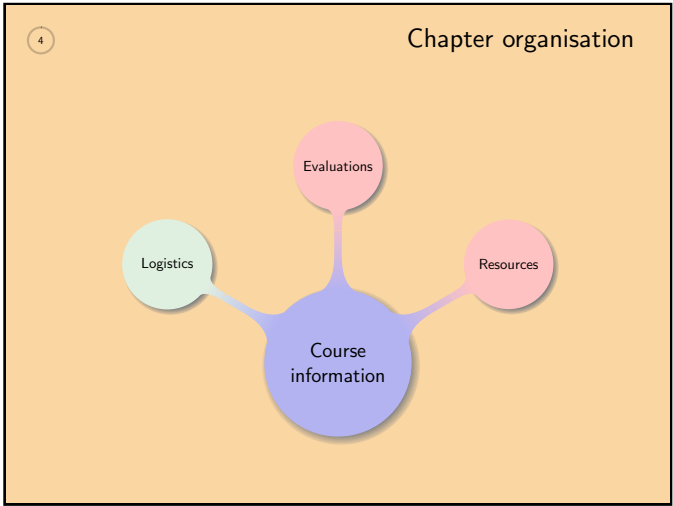 4
Chapter organisation
Evaluations
Logistics
Resources
Course
information